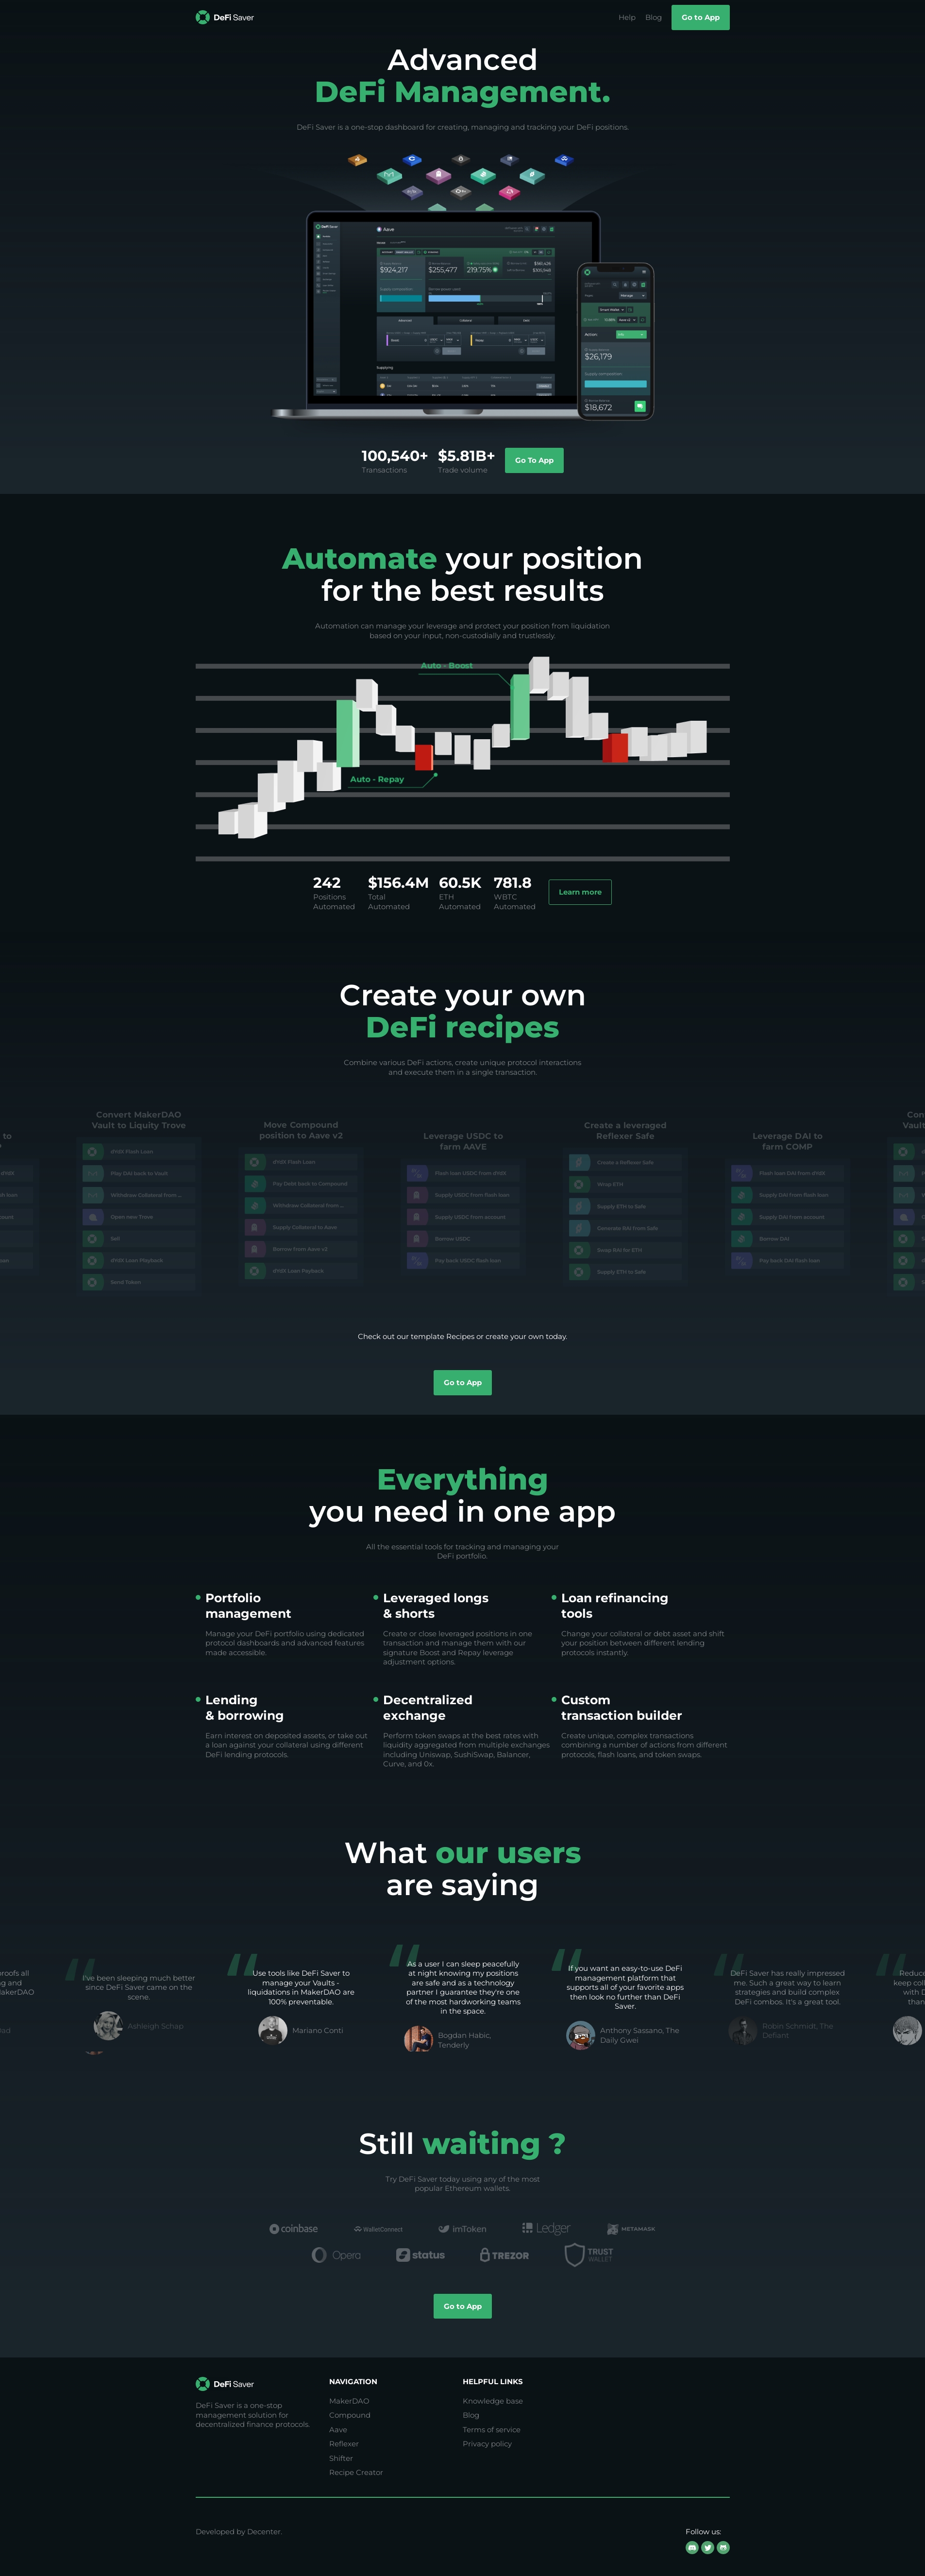 DeFi Saver
Help
Blog
Go to App
Advanced
DeFi Management.
DeFi Saver is a one-stop dashboard for creating, managing and tracking your DeFi positions.
DeFi Saver
Aave
$924,217
$255,477
219.75%
Supplying
Manage
Smart Wallet
Action:
$26,179
Supply composition
$18,672
100,540+
Transactions
$5.81B+
Trade volume
Go To App
Automate your position
for the best results
Automation can manage your leverage and protect your position from liquidation
based on your input, non-custodially and trustlessly.
Auto - Boost
Auto - Repay
242
Positions
Automated
$156.4M
Total
Automated
60.5K
ETH
Automated
781.8
WBTC
Automated
Learn more
Create your own
DeFi recipes
Combine various DeFi actions, create unique protocol interactions
and execute them in a single transaction.
Convert MakerDAO
Vault to Liquity Trove
dYdX Flash Loan
Pay DAI back to Vault
Withdraw Collateral from ...
Open new Trove
Sell
dYdX Loan Payback
Send Token
Move Compound
position to Aave v2
dYdX Flash Loan
Pay Debt back to Compound
Withdraw Collateral from ...
Supply Collateral to Aave
Borrow from Aave v2
dYdX Loan Payback
Leverage USDC to
farm AAVE
Flash loan USDC from dYdX
Supply USDC from flash loan
Supply USDC from account
Borrow USDC
Pay back USDC flash loan
Create a leveraged
Reflexer Safe
Create a Reflexer Safe
Wrap ETH
Supply ETH to Safe
Generate RAI from Safe
Swap RAI for ETH
Supply ETH to Safe
Leverage DAI to
farm COMP
Flash loan DAI from dYdX
Supply DAI from flash loan
Supply DAI from account
Borrow DAI
Pay back DAI flash loan
Check out our template Recipes or create your own today.
Go to App
Everything
you need in one app
All the essential tools for tracking and managing your
DeFi portfolio.
Portfolio
management
Manage your DeFi portfolio using dedicated
protocol dashboards and advanced features
made accessible.
Leveraged longs
& shorts
Create or close leveraged positions in one
transaction and manage them with our
signature Boost and Repay leverage
adjustment options.
Loan refinancing
tools
Change your collateral or debt asset and shift
your position between different lending
protocols instantly.
Lending
& borrowing
Earn interest on deposited assets, or take out
a loan against your collateral using different
DeFi lending protocols.
Decentralized
exchange
Perform token swaps at the best rates with
liquidity aggregated from multiple exchanges
including Uniswap, SushiSwap, Balancer,
Curve, and 0x.
Custom
transaction builder
Create unique, complex transactions
combining a number of actions from different
protocols, flash loans, and token swaps.
What our users
are saying
I've been sleeping much better
since DeFi Saver came on the
scene.
Ashleigh Schap
Use tools like DeFi Saver to
manage your Vaults -
liquidations in MakerDAO are
100% preventable.
Mariano Conti
As a user I can sleep peacefully
at night knowing my positions
are safe and as a technology
partner I guarantee they're one
of the most hardworking teams
in the space.
Bogdan Habic,
Tenderly
If you want an easy-to-use DeFi
management platform that
supports all of your favorite apps
then look no further than DeFi
Saver.
Anthony Sassano, The
Daily Gwei
DeFi Saver has really impressed
me. Such a great way to learn
strategies and build complex
DeFi combos. It's a great tool.
Robin Schmidt, The
Defiant
Still waiting ?
Try DeFi Saver today using any of the most
popular Ethereum wallets.
coinbase
WalletConnect
imToken
Ledger
METAMASK
Opera
status
TREZOR
TRUST
WALLET
Go to App
DeFi Saver
DeFi Saver is a one-stop
management solution for
decentralized finance protocols.
NAVIGATION
MakerDAO
Compound
Aave
Reflexer
Shifter
Recipe Creator
HELPFUL LINKS
Knowledge base
Blog
Terms of service
Privacy policy
Developed by Decenter.
Follow us: